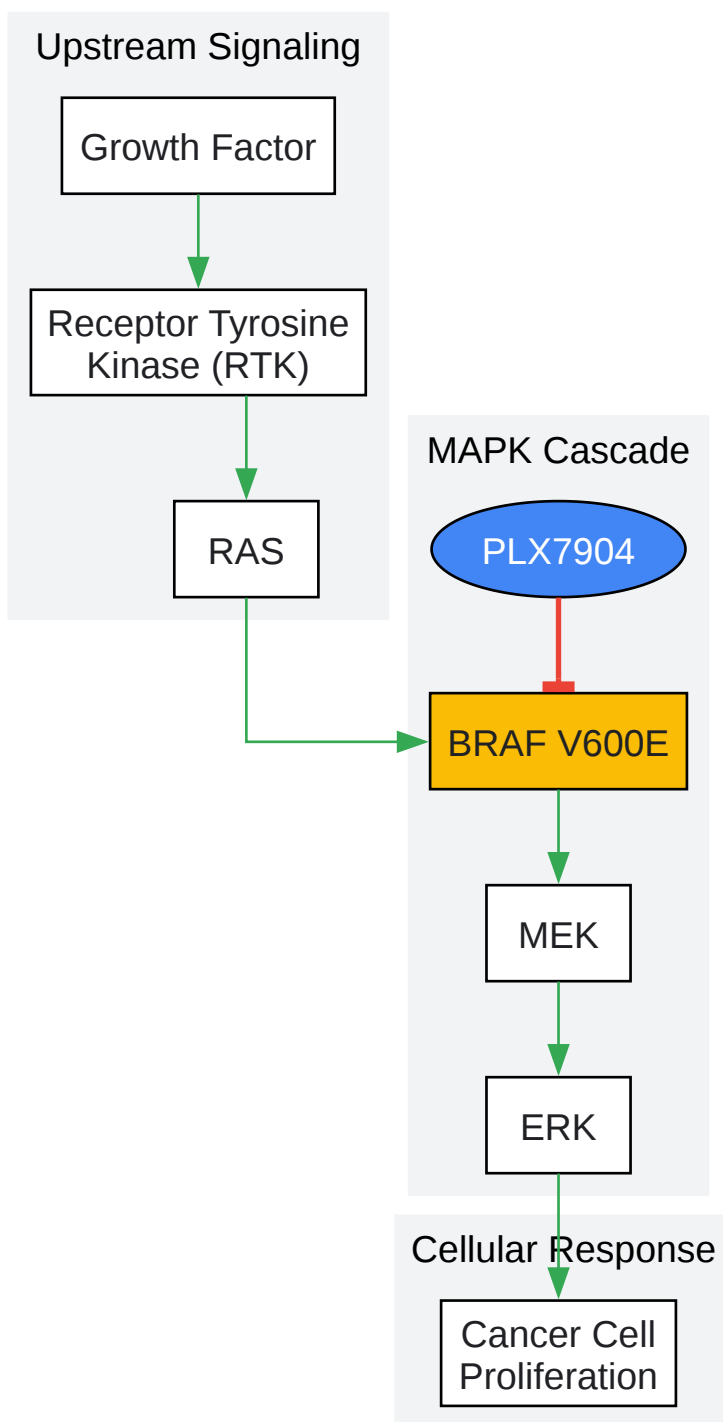 Upstream Signaling
Growth Factor
Receptor Tyrosine
Kinase (RTK)
RAS
MAPK Cascade
PLX7904
BRAF V600E
MEK
ERK
Cellular Response
Cancer Cell
Proliferation